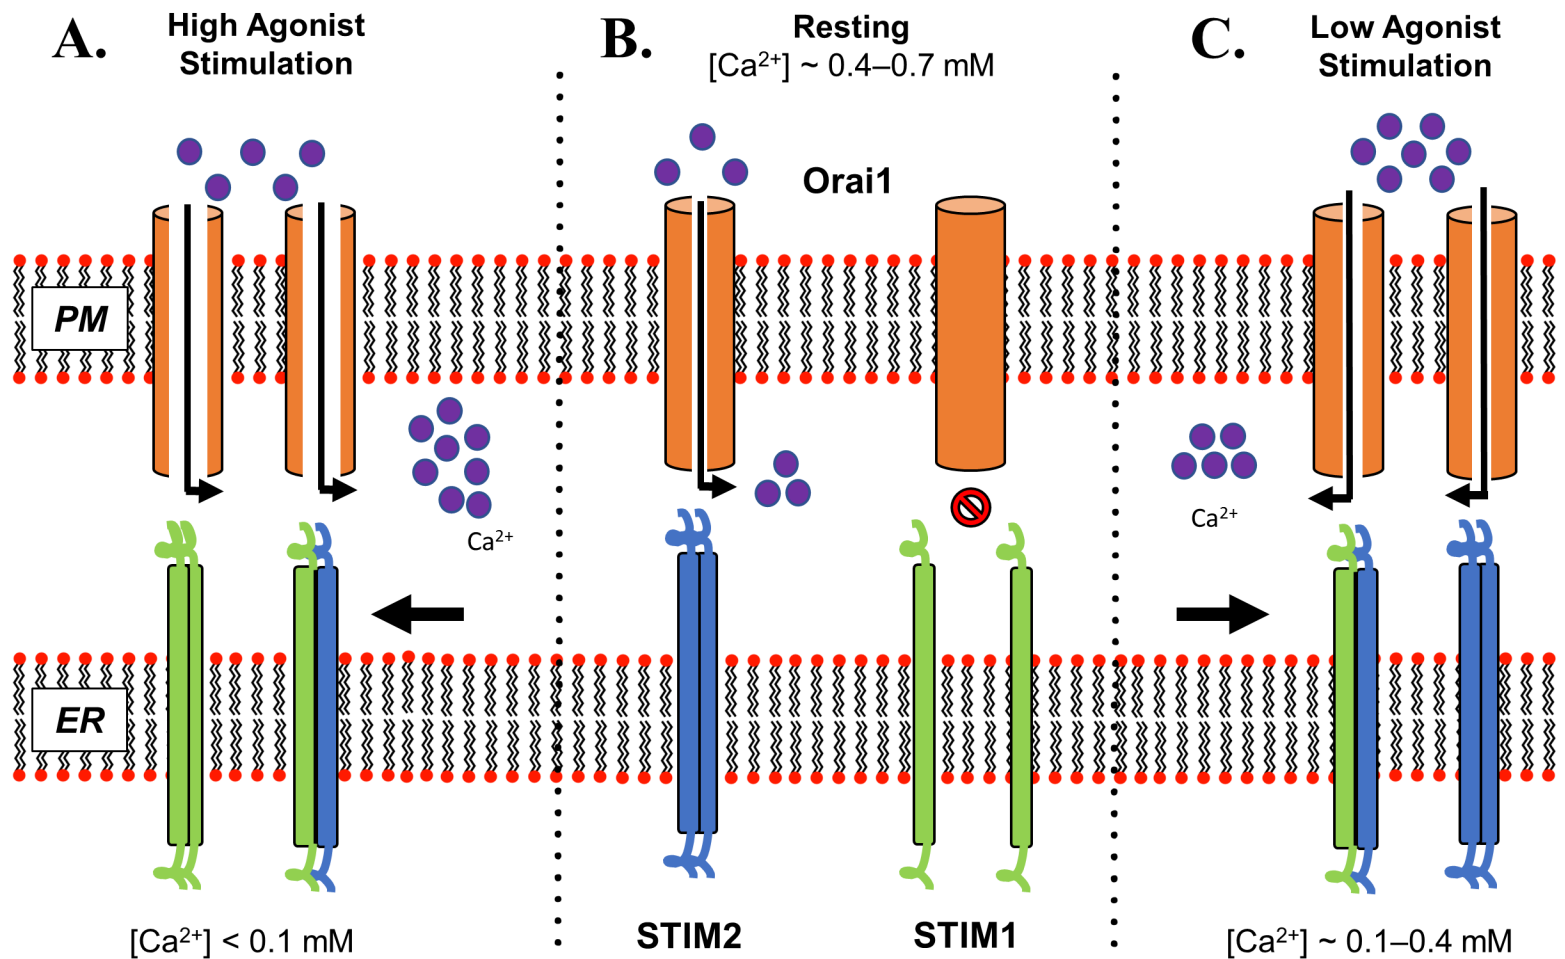 A.
High Agonist
Stimulation
B.
Resting
[Ca²⁺] ~ 0.4–0.7 mM
C.
Low Agonist
Stimulation
Orai1
PM
Ca²⁺
Ca²⁺
ER
[Ca²⁺] < 0.1 mM
STIM2
STIM1
[Ca²⁺] ~ 0.1–0.4 mM